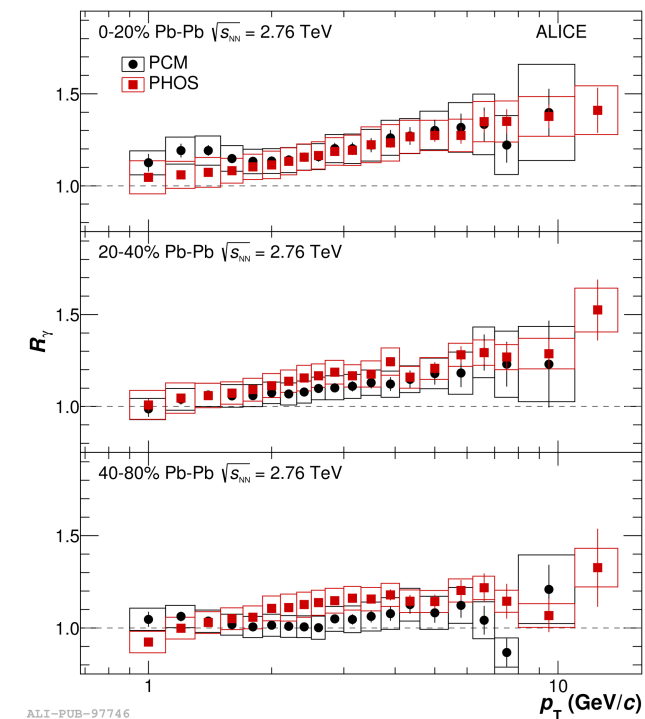 0-20% Pb-Pb √sNN = 2.76 TeV
ALICE
PCM
PHOS
1.5
1.0
20-40% Pb-Pb √sNN = 2.76 TeV
1.5
1.0
Rγ
40-80% Pb-Pb √sNN = 2.76 TeV
1.5
1.0
1
10
pT (GeV/c)
ALI-PUB-97746